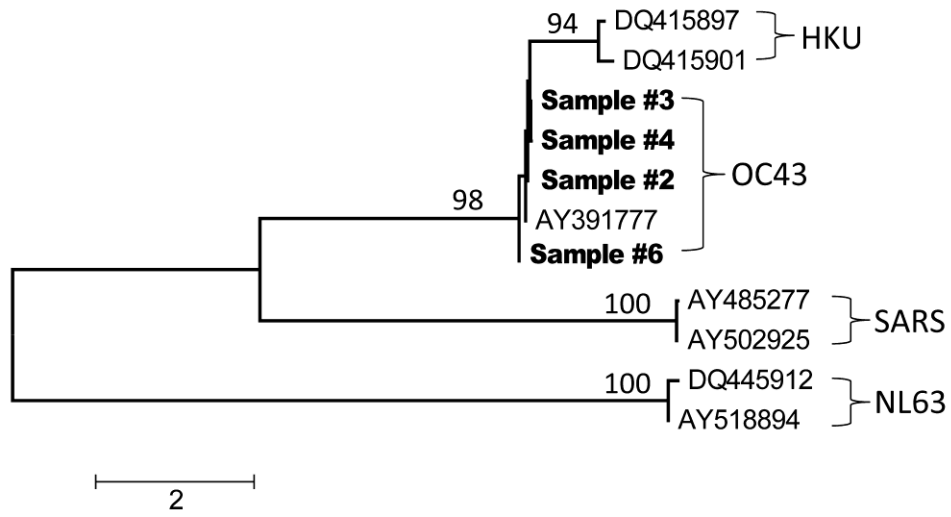 94
DQ415897
HKU
DQ415901
Sample #3
Sample #4
Sample #2
OC43
98
AY391777
Sample #6
100
AY485277
SARS
AY502925
100
DQ445912
NL63
AY518894
2